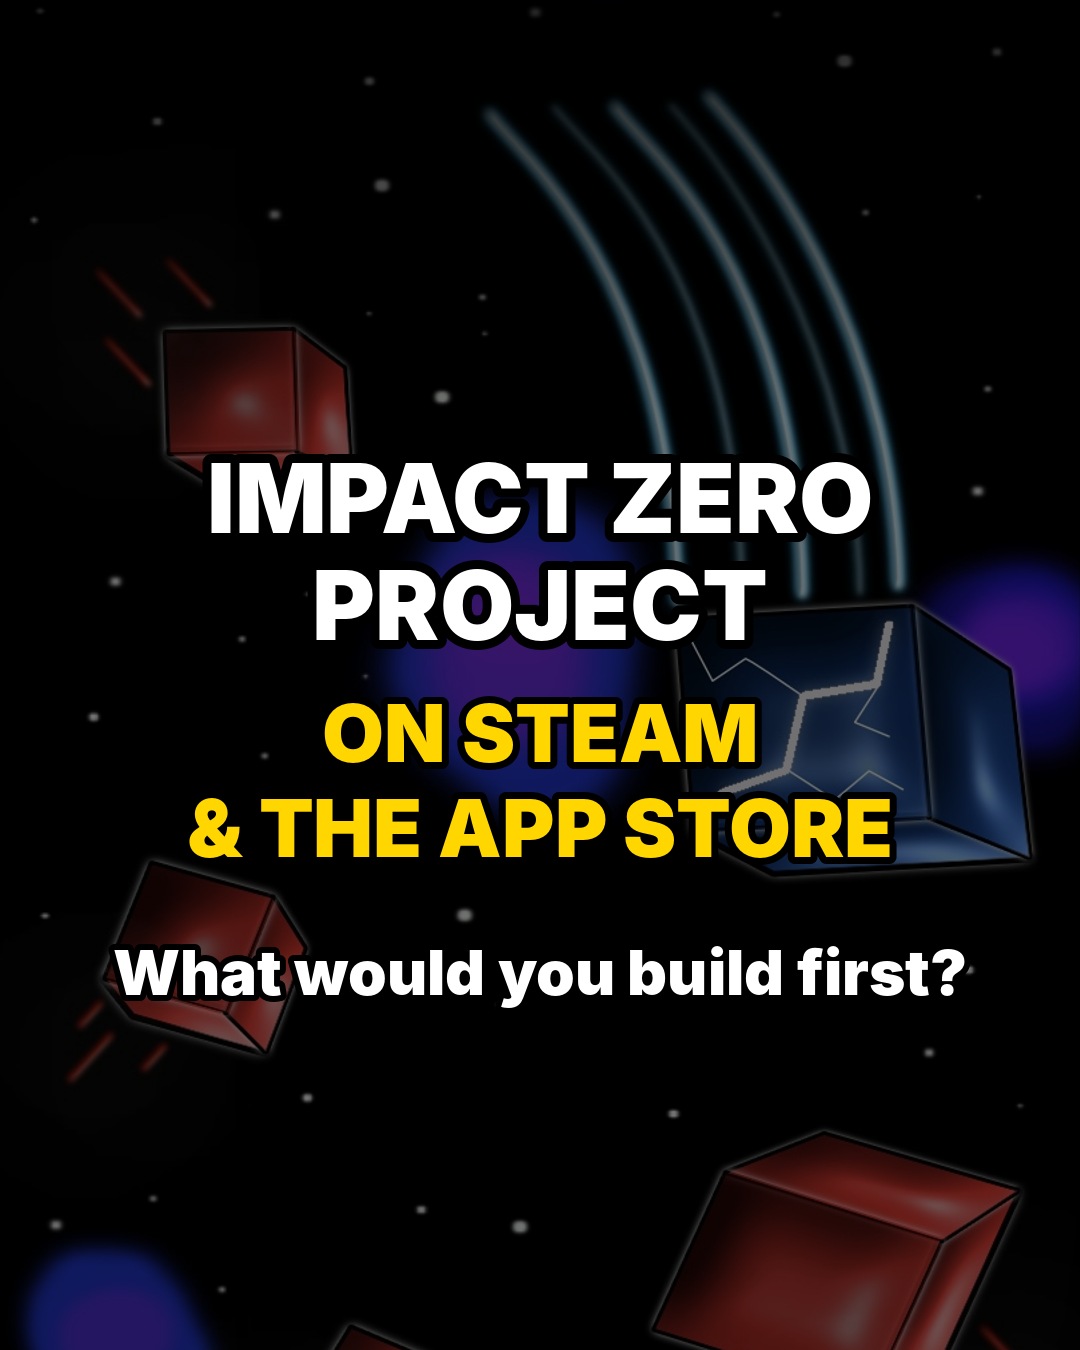 IMPACT ZERO
PROJECT
ON STEAM
& THE APP STORE
What would you build first?